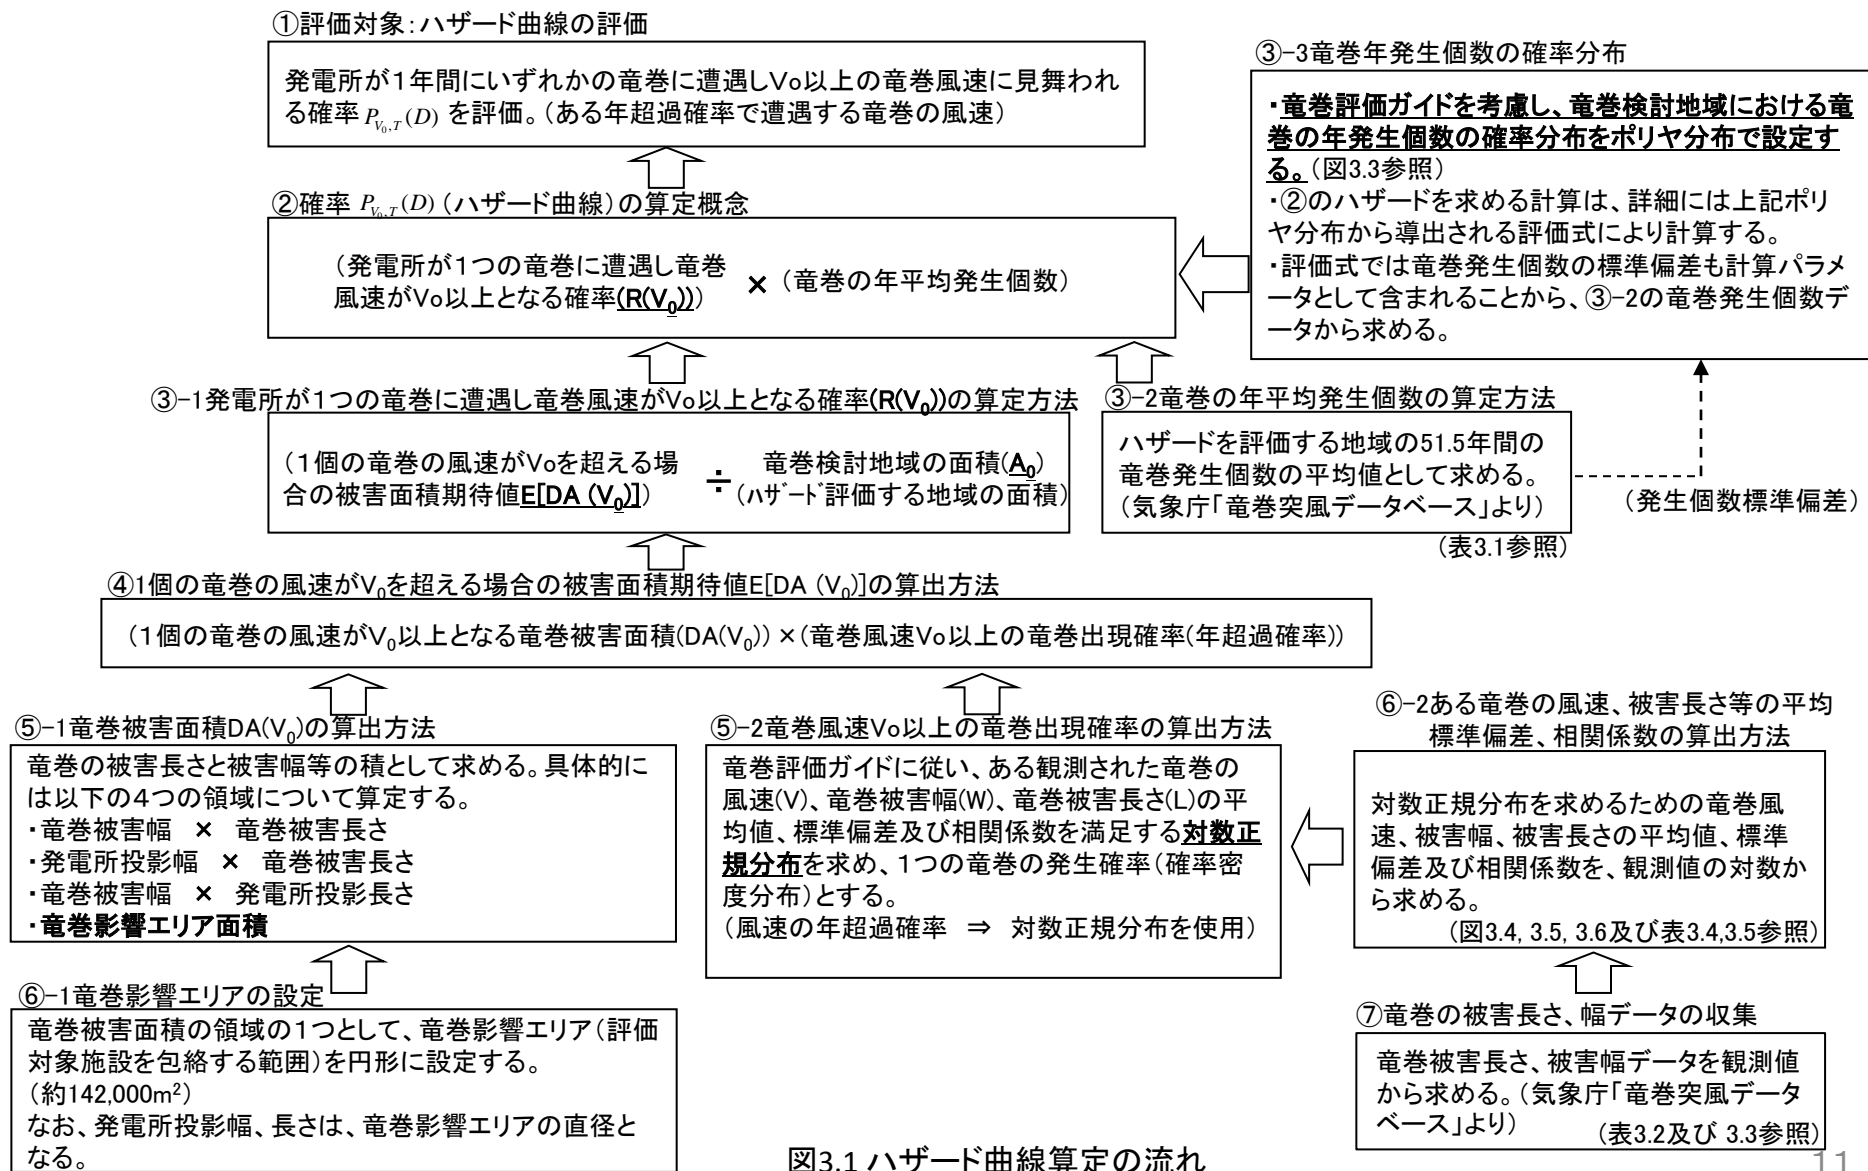 ①評価対象：ハザード曲線の評価
発電所が１年間にいずれかの竜巻に遭遇しVo以上の竜巻風速に見舞われ
る確率 P_{V_0,T}(D) を評価。（ある年超過確率で遭遇する竜巻の風速）
②確率 P_{V_0,T}(D)（ハザード曲線）の算定概念
（発電所が１つの竜巻に遭遇し竜巻
風速がVo以上となる確率(R(V₀))）
×（竜巻の年平均発生個数）
③-3竜巻年発生個数の確率分布
・竜巻評価ガイドを考慮し、竜巻検討地域における竜
巻の年発生個数の確率分布をポリヤ分布で設定す
る。（図3.3参照）
・②のハザードを求める計算は、詳細には上記ポリ
ヤ分布から導出される評価式により計算する。
・評価式では竜巻発生個数の標準偏差も計算パラメ
ータとして含まれることから、③-2の竜巻発生個数デ
ータから求める。
③-1発電所が１つの竜巻に遭遇し竜巻風速がVo以上となる確率(R(V₀))の算定方法
（１個の竜巻の風速がVoを超える場
合の被害面積期待値E[DA (V₀)]）
÷
竜巻検討地域の面積(A₀)
（ﾊｻﾞｰﾄﾞ評価する地域の面積）
③-2竜巻の年平均発生個数の算定方法
ハザードを評価する地域の51.5年間の
竜巻発生個数の平均値として求める。
（気象庁「竜巻突風データベース」より）
（表3.1参照）
（発生個数標準偏差）
④1個の竜巻の風速がV₀を超える場合の被害面積期待値E[DA (V₀)]の算出方法
（１個の竜巻の風速がV₀以上となる竜巻被害面積(DA(V₀)) ×（竜巻風速Vo以上の竜巻出現確率(年超過確率)）
⑤-1竜巻被害面積DA(V₀)の算出方法
竜巻の被害長さと被害幅等の積として求める。具体的に
は以下の４つの領域について算定する。
・竜巻被害幅 × 竜巻被害長さ
・発電所投影幅 × 竜巻被害長さ
・竜巻被害幅 × 発電所投影長さ
・竜巻影響エリア面積
⑤-2竜巻風速Vo以上の竜巻出現確率の算出方法
竜巻評価ガイドに従い、ある観測された竜巻の
風速(V)、竜巻被害幅(W)、竜巻被害長さ(L)の平
均値、標準偏差及び相関係数を満足する対数正
規分布を求め、１つの竜巻の発生確率（確率密
度分布）とする。
（風速の年超過確率 ⇒ 対数正規分布を使用）
⑥-2ある竜巻の風速、被害長さ等の平均
標準偏差、相関係数の算出方法
対数正規分布を求めるための竜巻風
速、被害幅、被害長さの平均値、標準
偏差及び相関係数を、観測値の対数か
ら求める。
（図3.4, 3.5, 3.6及び表3.4,3.5参照）
⑥-1竜巻影響エリアの設定
竜巻被害面積の領域の１つとして、竜巻影響エリア（評価
対象施設を包絡する範囲）を円形に設定する。
（約142,000m²）
なお、発電所投影幅、長さは、竜巻影響エリアの直径と
なる。
⑦竜巻の被害長さ、幅データの収集
竜巻被害長さ、被害幅データを観測値
から求める。（気象庁「竜巻突風データ
ベース」より）
（表3.2及び 3.3参照）
図3.1 ハザード曲線算定の流れ
11